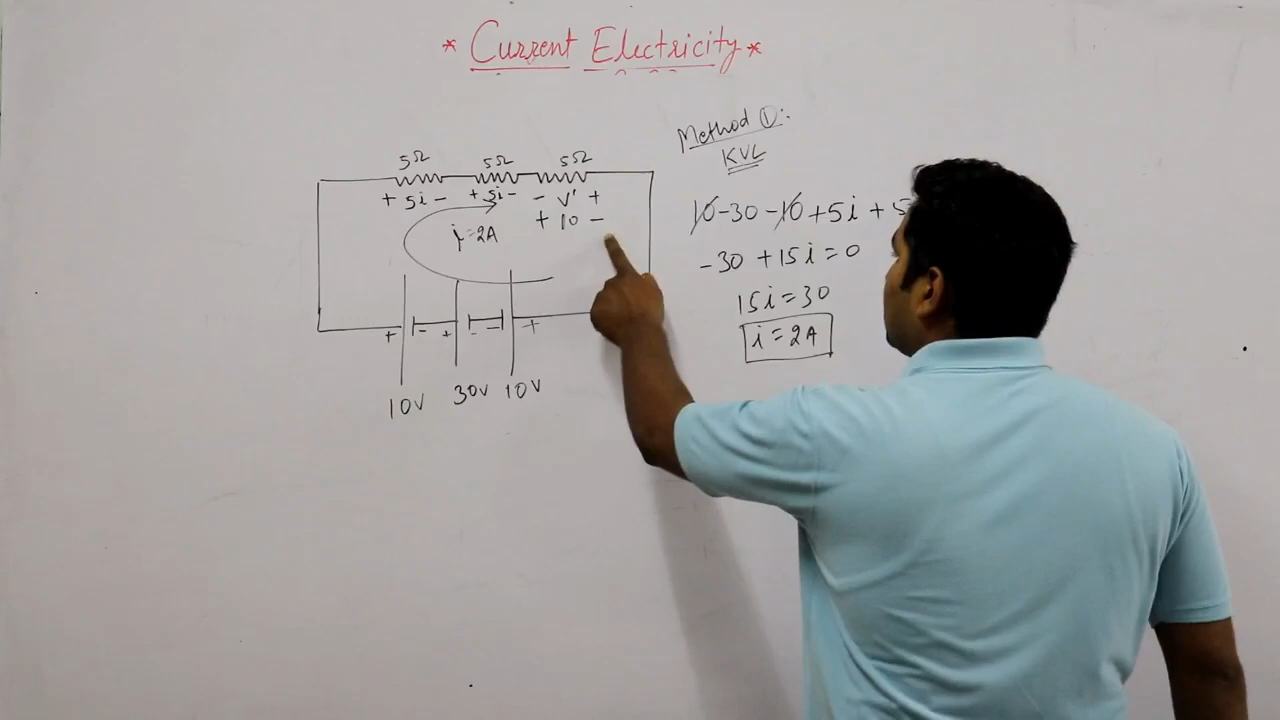 * Current Electricity *
Method ①:
KVL
5Ω 5Ω 5Ω
+ 5i - + 5i - - V' +
+ 10 -
i = 2A
10 - 30 - 10 + 5i + 5
- 30 + 15i = 0
15i = 30
i = 2A
+ - + - - +
10V 30V 10V